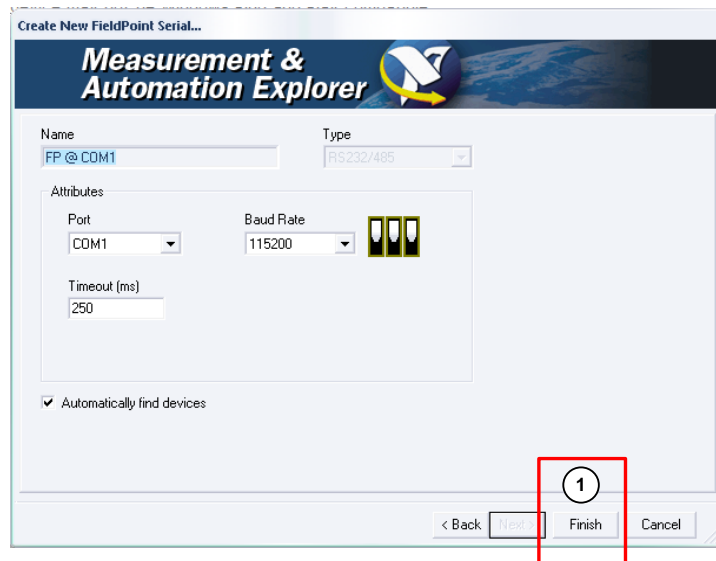 Create New FieldPoint Serial...
Measurement &
Automation Explorer
Name
Type
FP @ COM1
RS232/485
Attributes
Port
Baud Rate
COM1
115200
Timeout (ms)
250
Automatically find devices
1
< Back
Next >
Finish
Cancel